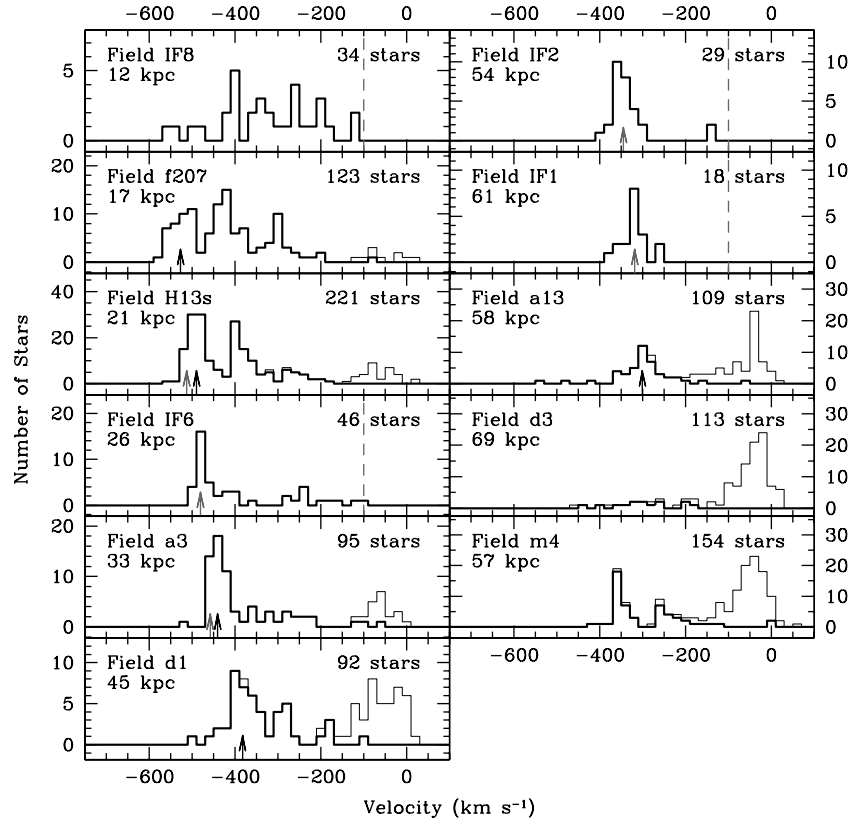 −600 −400 −200 0 −600 −400 −200 0
Field IF8 34 stars
12 kpc
5
0
Field IF2 29 stars
54 kpc
10
5
0
Field f207 123 stars
17 kpc
20
10
0
Field IF1 18 stars
61 kpc
10
5
0
Field H13s 221 stars
21 kpc
40
20
0
Field a13 109 stars
58 kpc
30
20
10
0
Field IF6 46 stars
26 kpc
20
10
0
Field d3 113 stars
69 kpc
30
20
10
0
Field a3 95 stars
33 kpc
20
10
0
Field m4 154 stars
57 kpc
30
20
10
0
−600 −400 −200 0
Field d1 92 stars
45 kpc
10
5
0
−600 −400 −200 0
Number of Stars
Velocity (km s⁻¹)